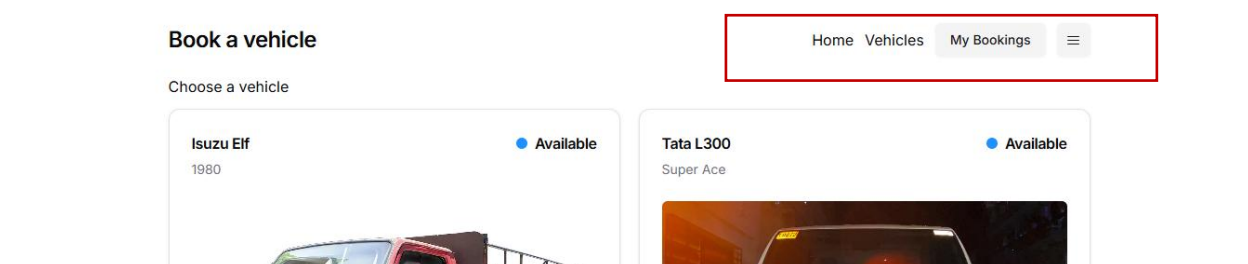 Book a vehicle
Home Vehicles My Bookings
Choose a vehicle
Isuzu Elf Available
1980
Tata L300 Available
Super Ace